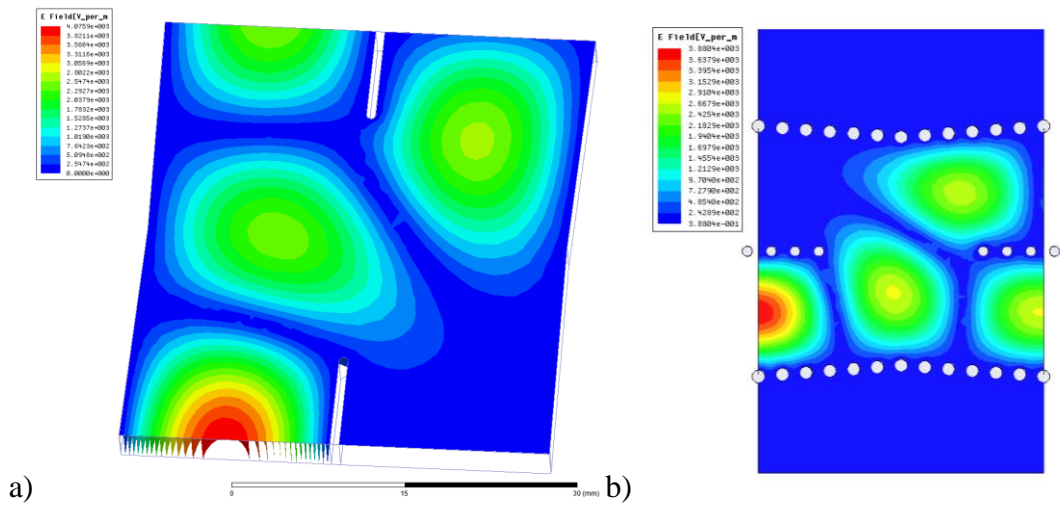 E Field[V_per_m
4.0759e+003
3.8211e+003
3.5664e+003
3.3116e+003
3.0569e+003
2.8022e+003
2.5474e+003
2.2927e+003
2.0379e+003
1.7832e+003
1.5285e+003
1.2737e+003
1.0190e+003
7.6423e+002
5.0948e+002
2.5474e+002
0.0000e+000
a)
0 15 30 (mm)
E Field[V_per_m
3.8804e+003
3.6379e+003
3.3954e+003
3.1529e+003
2.9104e+003
2.6679e+003
2.4254e+003
2.1829e+003
1.9404e+003
1.6979e+003
1.4554e+003
1.2129e+003
9.7040e+002
7.2790e+002
4.8540e+002
2.4289e+002
3.8804e-001
b)